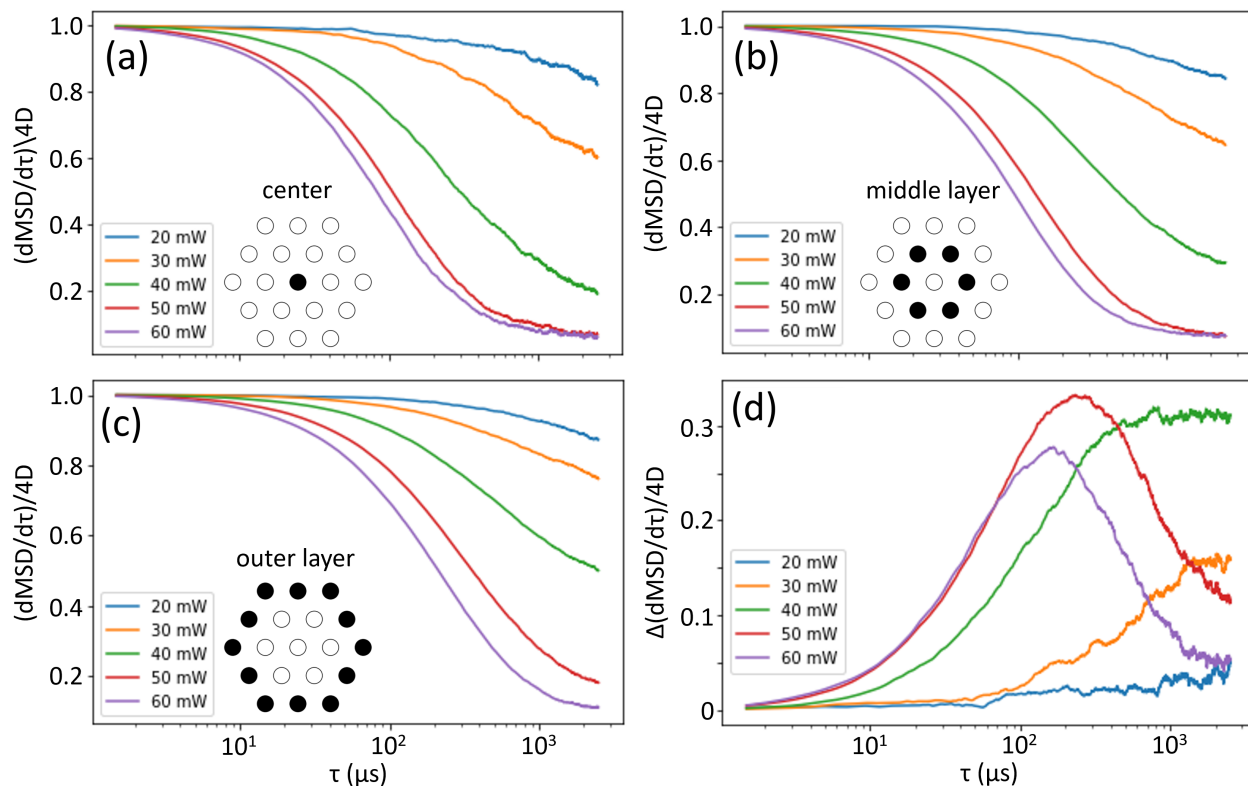 (a)
(dMSD/dτ)\4D
1.0
0.8
0.6
0.4
0.2
center
20 mW
30 mW
40 mW
50 mW
60 mW
(b)
(dMSD/dτ)/4D
1.0
0.8
0.6
0.4
0.2
middle layer
20 mW
30 mW
40 mW
50 mW
60 mW
(c)
(dMSD/dτ)/4D
1.0
0.8
0.6
0.4
0.2
outer layer
20 mW
30 mW
40 mW
50 mW
60 mW
10¹
10²
10³
τ (μs)
(d)
Δ(dMSD/dτ)/4D
0.3
0.2
0.1
0
20 mW
30 mW
40 mW
50 mW
60 mW
10¹
10²
10³
τ (μs)